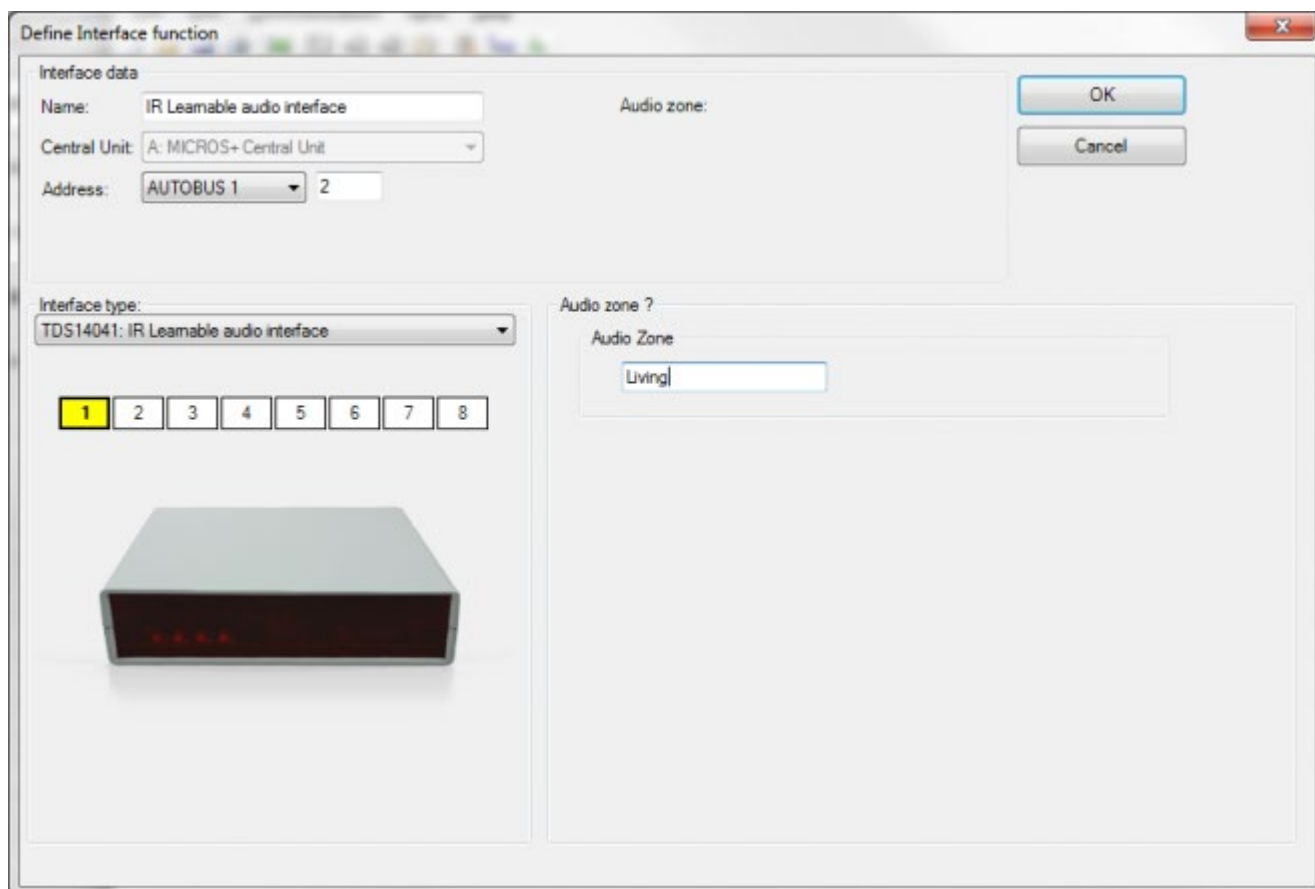 Define Interface function
Interface data
Name: IR Learnable audio interface
Audio zone:
OK
Central Unit: A: MICROS+ Central Unit
Cancel
Address: AUTOBUS 1 2
Interface type:
TDS14041: IR Learnable audio interface
1 2 3 4 5 6 7 8
Audio zone ?
Audio Zone
Living